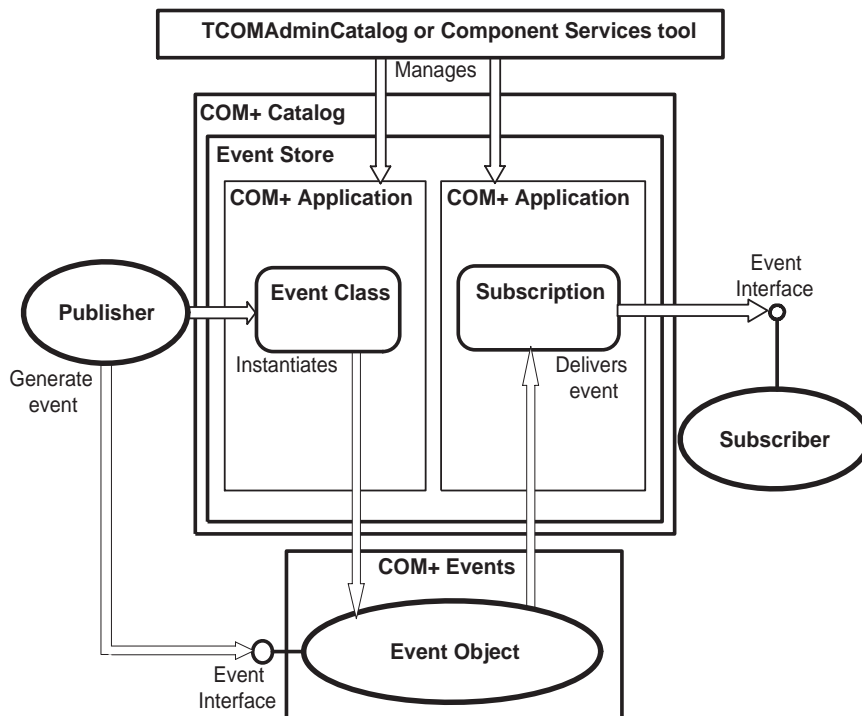 TCOMAdminCatalog or Component Services tool
Manages
COM+ Catalog
Event Store
COM+ Application
COM+ Application
Event Class
Subscription
Event
Interface
Publisher
Instantiates
Delivers
event
Generate
event
Subscriber
COM+ Events
Event Object
Event
Interface